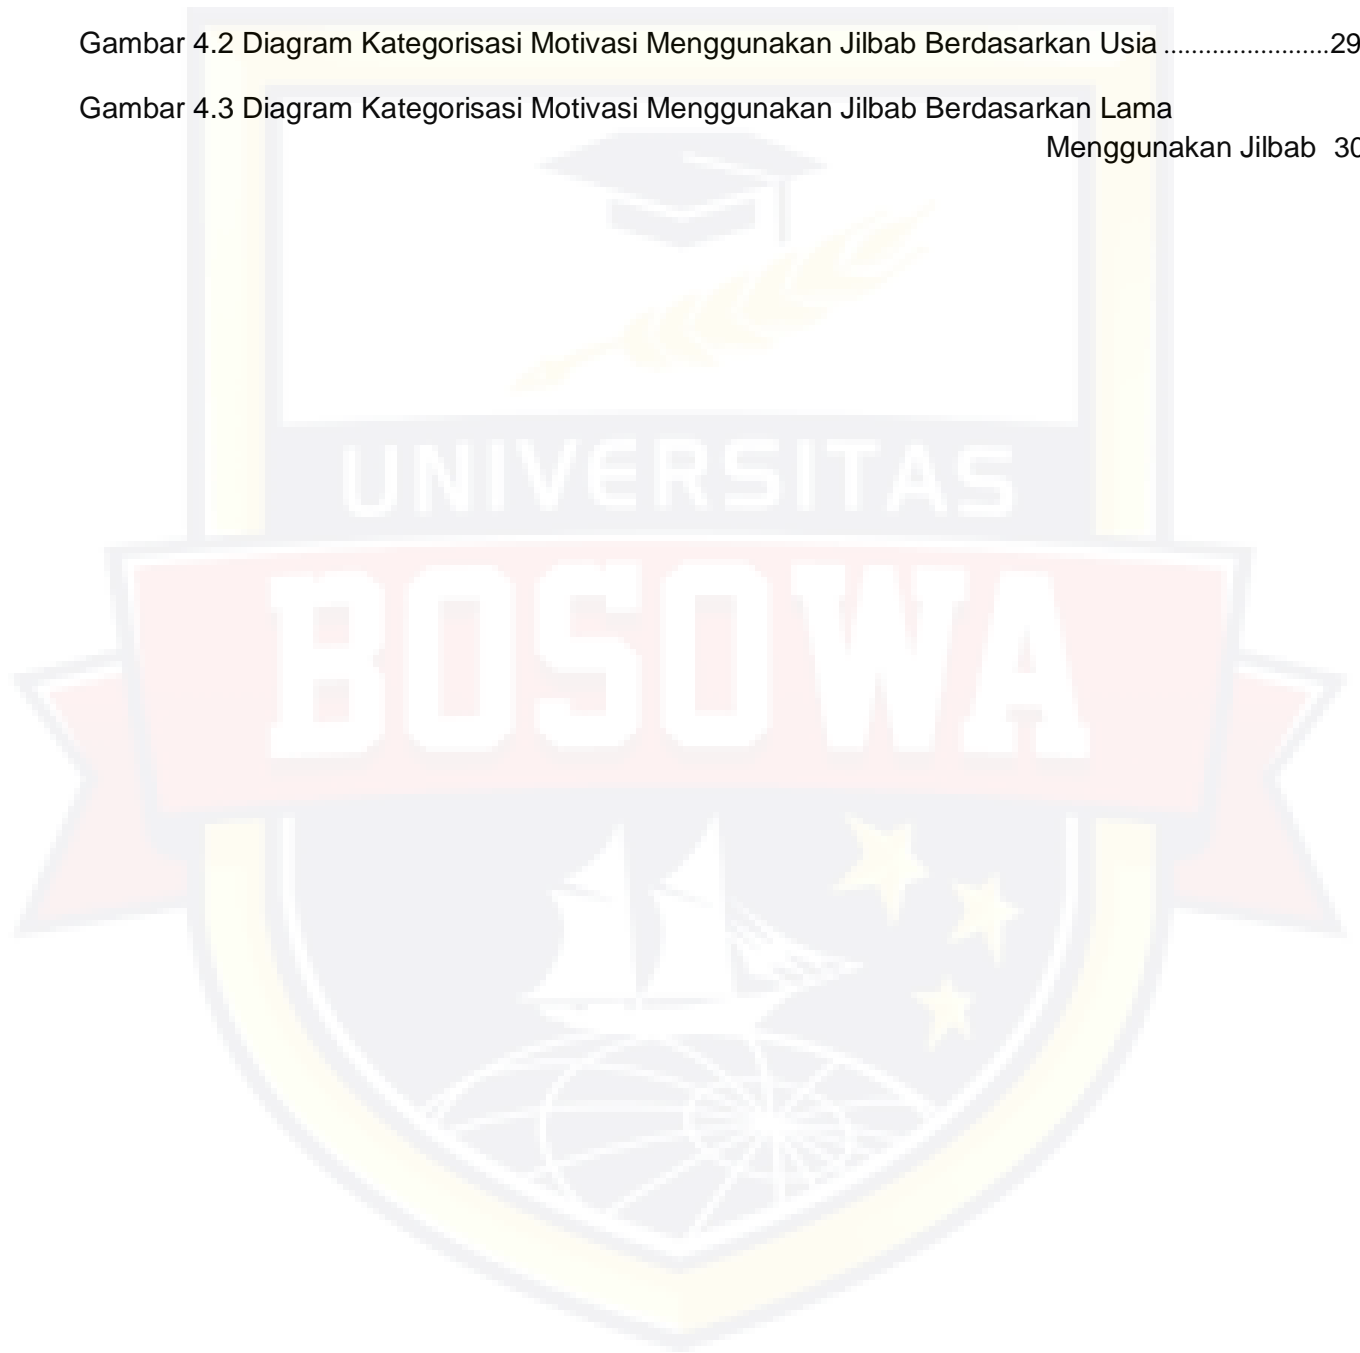 Gambar 4.2 Diagram Kategorisasi Motivasi Menggunakan Jilbab Berdasarkan Usia ........................29
Gambar 4.3 Diagram Kategorisasi Motivasi Menggunakan Jilbab Berdasarkan Lama
Menggunakan Jilbab 30
UNIVERSITAS
BOSOWA